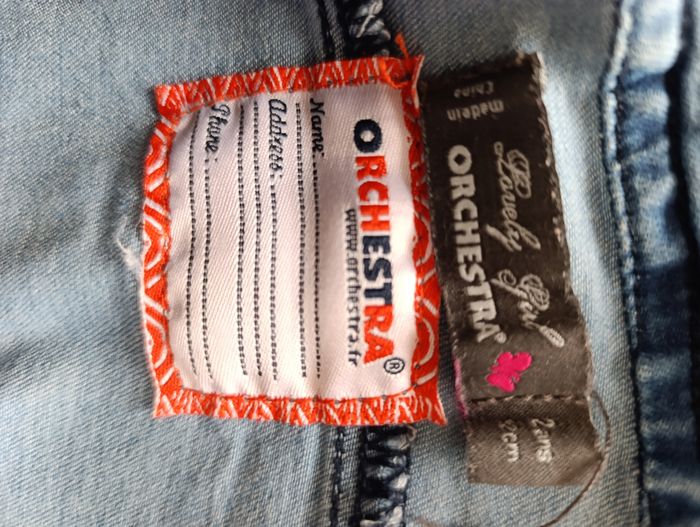 ORCHESTRA®
www.orchestra.fr
Name:
Address
Phone:
made in
China
Lovely Girl
ORCHESTRA®
2 ans
cm